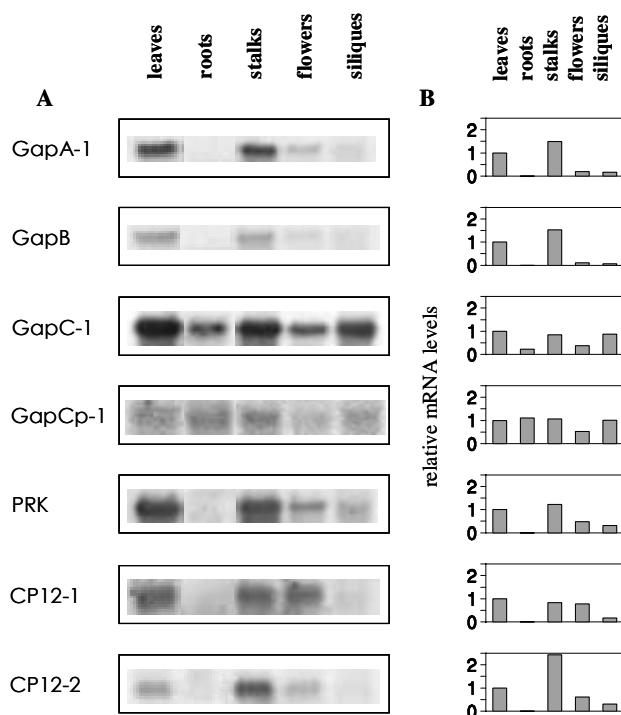 leaves roots stalks flowers siliques
leaves roots stalks flowers siliques
A
B
GapA-1
2
1
0
GapB
2
1
0
GapC-1
2
1
0
GapCp-1
2
1
0
relative mRNA levels
PRK
2
1
0
CP12-1
2
1
0
CP12-2
2
1
0